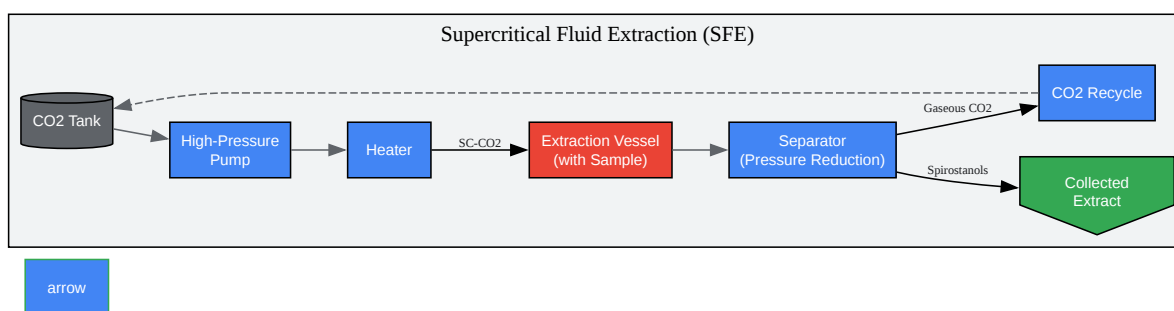 Supercritical Fluid Extraction (SFE)
CO2 Tank
High-Pressure
Pump
Heater
SC-CO2
Extraction Vessel
(with Sample)
Separator
(Pressure Reduction)
Gaseous CO2
CO2 Recycle
Spirostanols
Collected
Extract
arrow